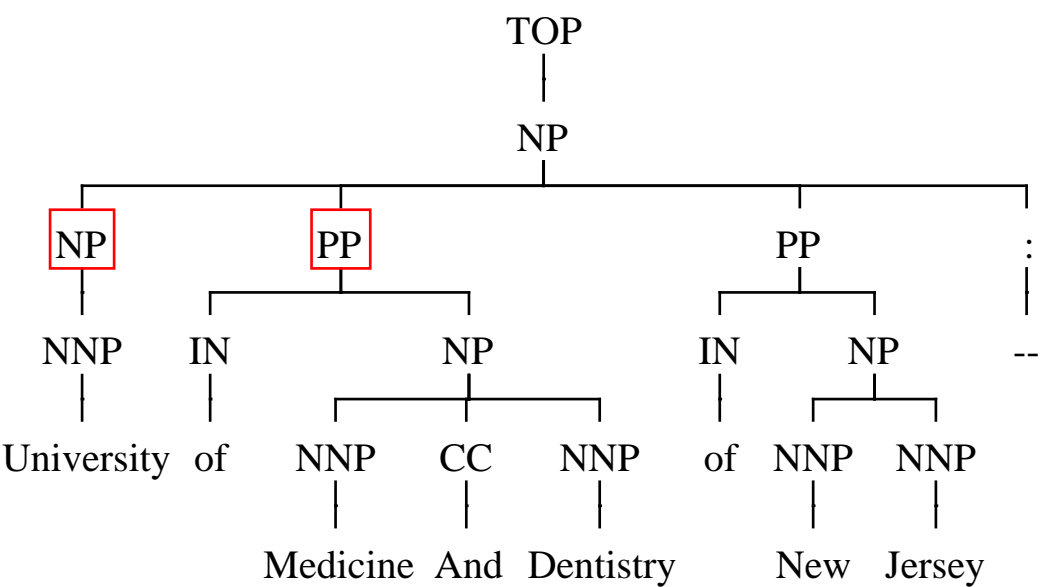 TOP
NP
NP PP PP :
NNP IN NP IN NP --
University of NNP CC NNP of NNP NNP
Medicine And Dentistry New Jersey